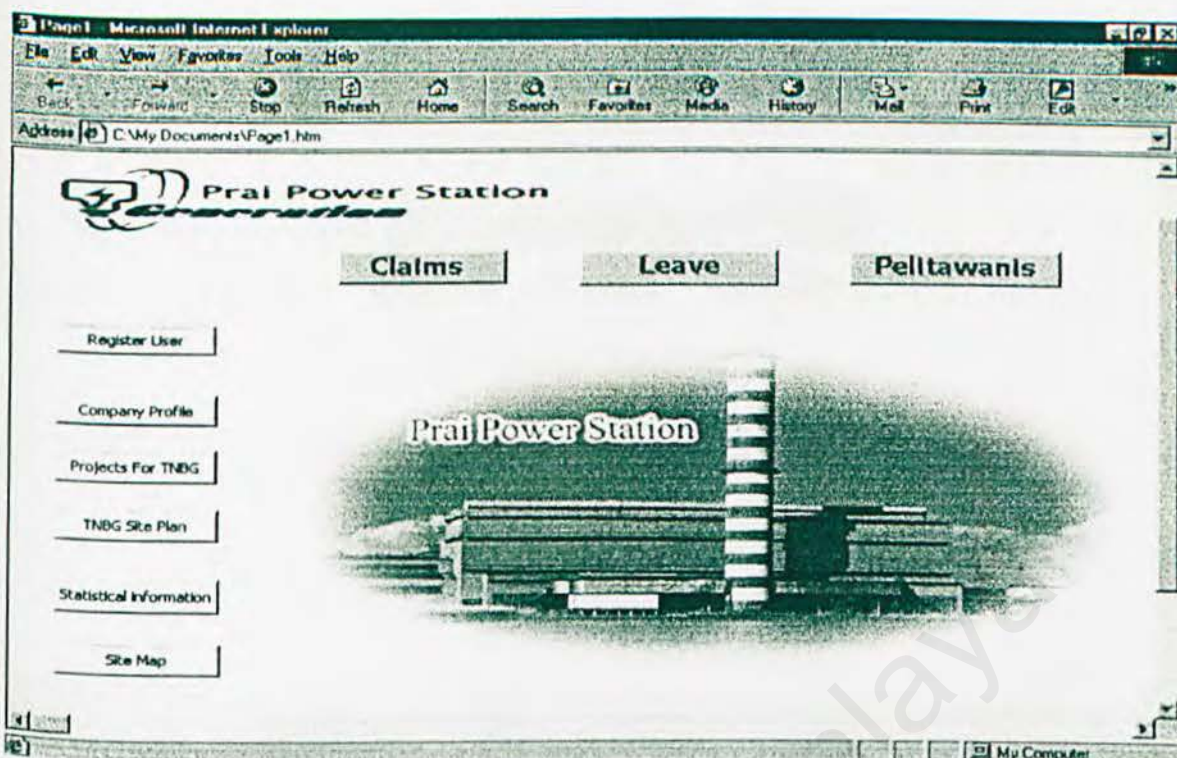 Page1 - Microsoft Internet Explorer
File Edit View Favorites Tools Help
Back Forward Stop Refresh Home Search Favorites Media History Mail Print Edit
Address C:\My Documents\Page1.htm
Prai Power Station
Generation
Claims Leave Pelitawanis
Register User
Company Profile
Prai Power Station
Projects For TNBG
TNBG Site Plan
Statistical Information
Site Map
My Computer